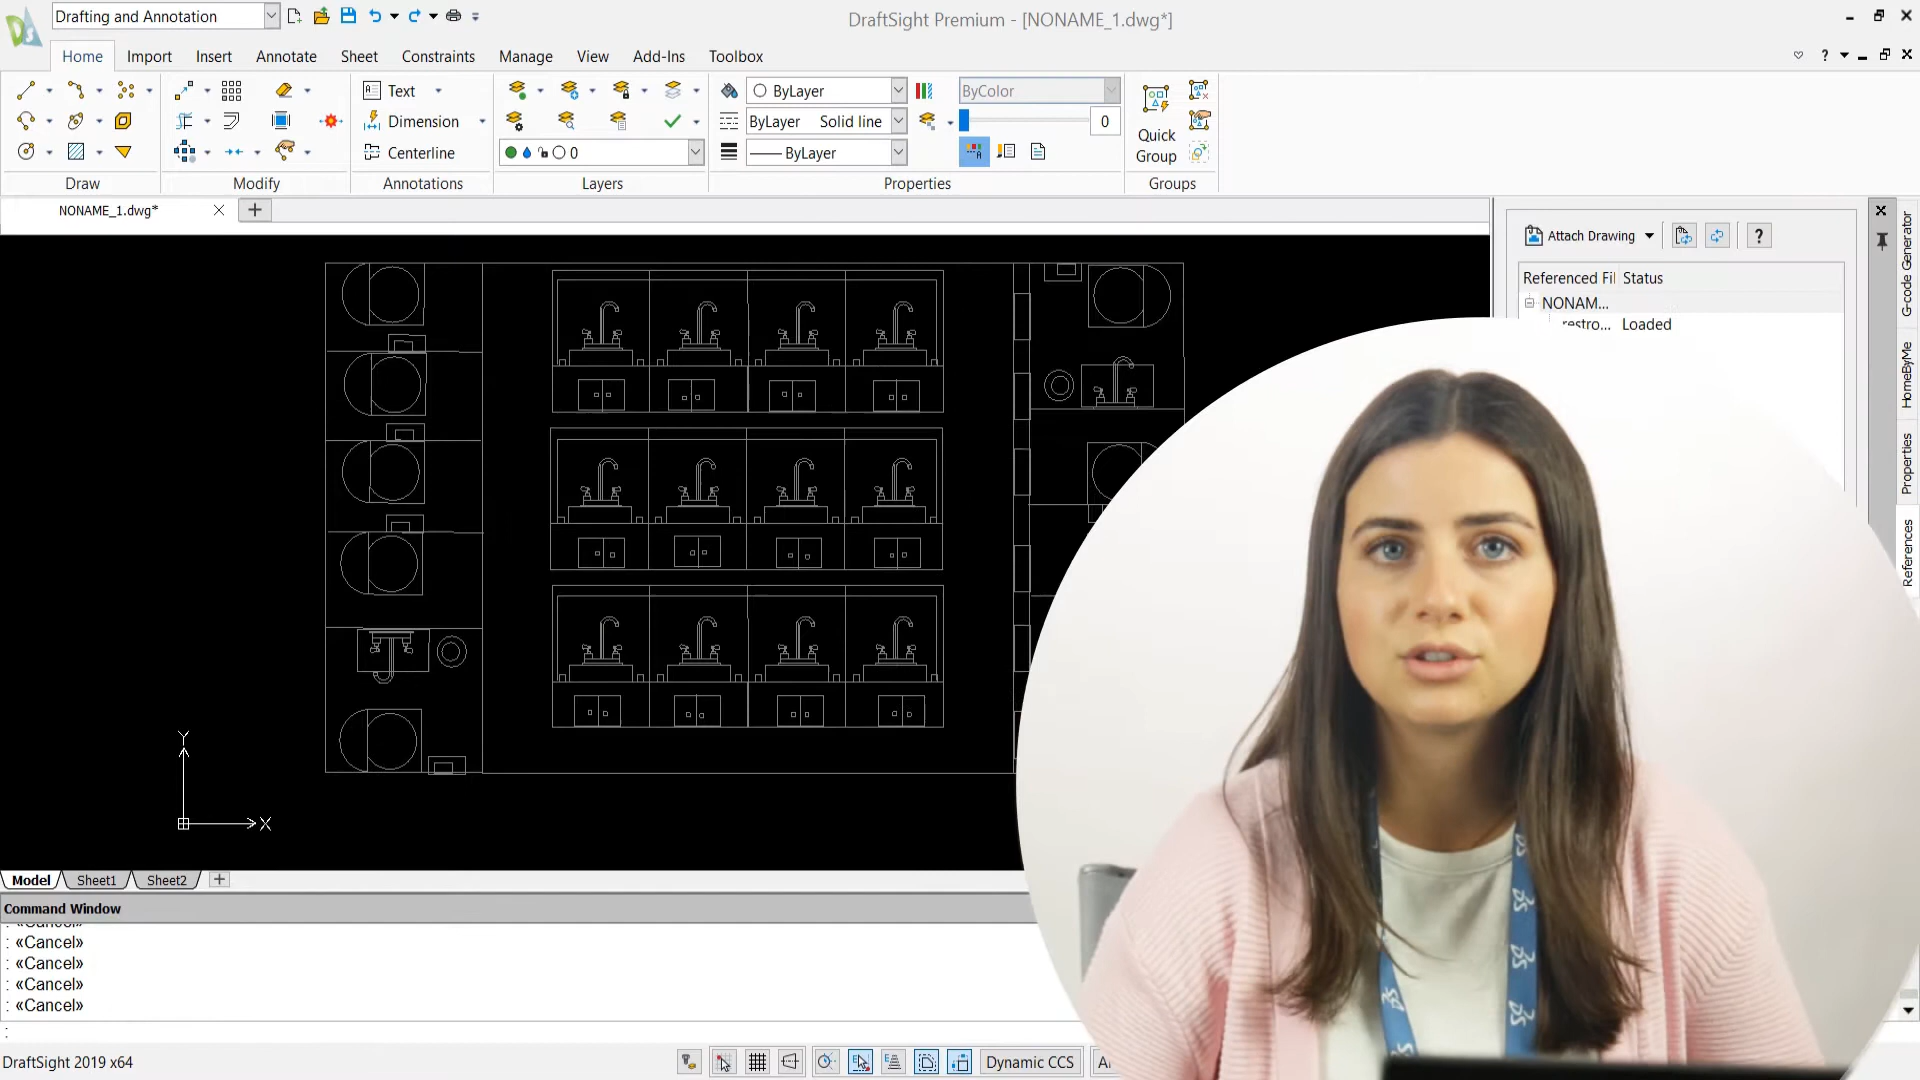 Drafting and Annotation
DraftSight Premium - [NONAME_1.dwg*]
Home Import Insert Annotate Sheet Constraints Manage View Add-Ins Toolbox
Text
Dimension
Centerline
ByLayer
ByLayer Solid line
ByLayer
ByColor
0
0
Quick
Group
Draw Modify Annotations Layers Properties Groups
NONAME_1.dwg*
Attach Drawing
Referenced Fil Status
NONAM...
restro... Loaded
G-code Generator
HomeByMe
Properties
References
Y
X
Model Sheet1 Sheet2
Command Window
: «Cancel»
: «Cancel»
: «Cancel»
: «Cancel»
: «Cancel»
:
DraftSight 2019 x64
Dynamic CCS